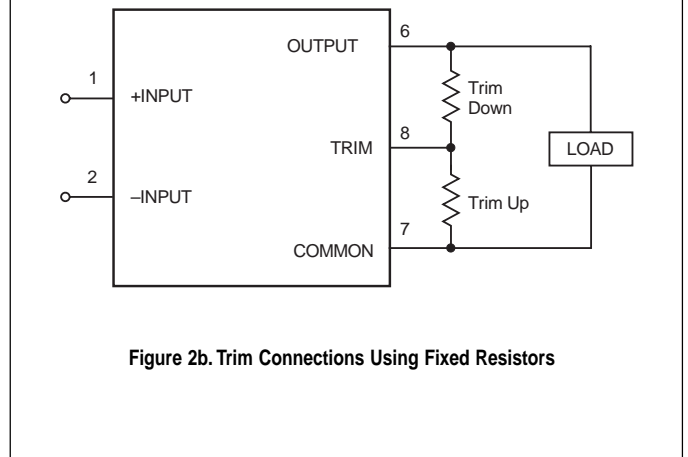 6
OUTPUT
1
+INPUT
Trim
Down
8
TRIM
LOAD
2
–INPUT
Trim Up
7
COMMON
Figure 2b. Trim Connections Using Fixed Resistors